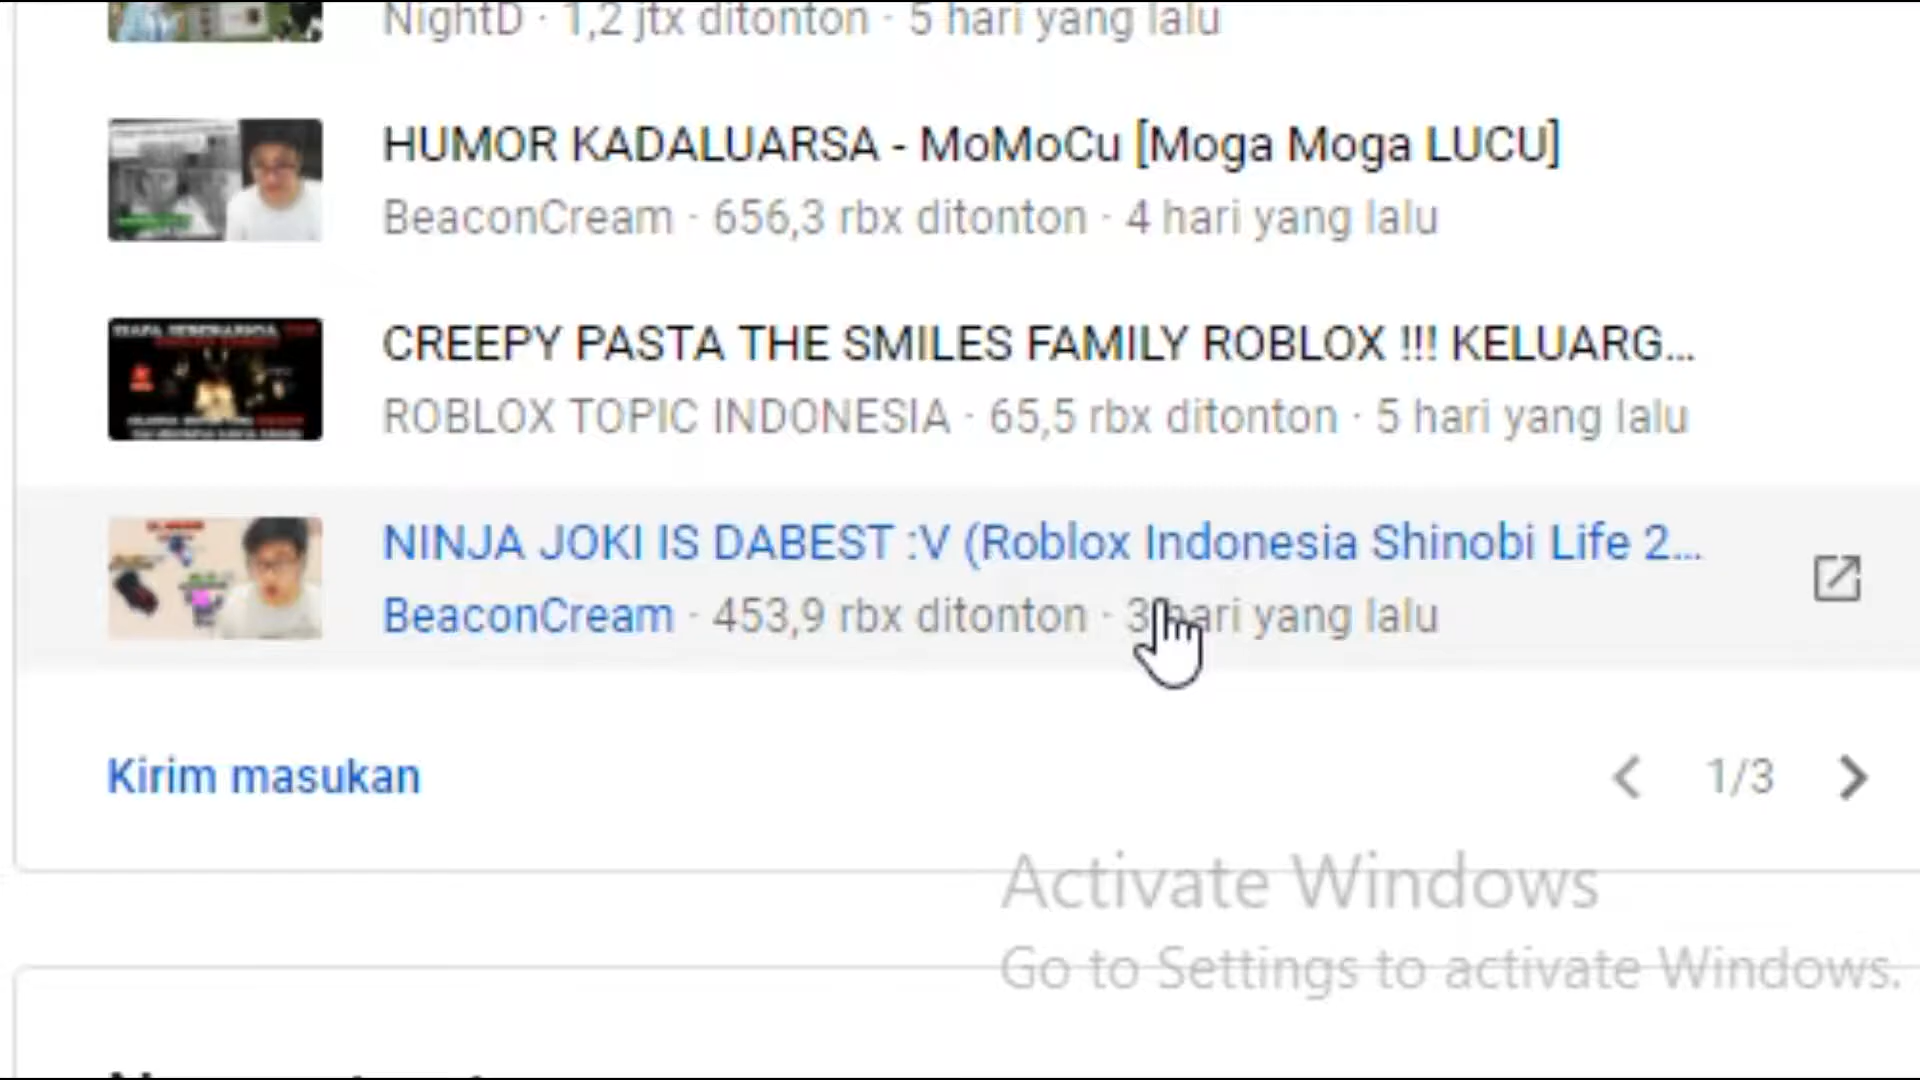 NightD · 1,2 jtx ditonton · 5 hari yang lalu
HUMOR KADALUARSA - MoMoCu [Moga Moga LUCU]
BeaconCream · 656,3 rbx ditonton · 4 hari yang lalu
CREEPY PASTA THE SMILES FAMILY ROBLOX !!! KELUARG...
ROBLOX TOPIC INDONESIA · 65,5 rbx ditonton · 5 hari yang lalu
NINJA JOKI IS DABEST :V (Roblox Indonesia Shinobi Life 2...
BeaconCream · 453,9 rbx ditonton · 3 hari yang lalu
Kirim masukan
1/3
Activate Windows
Go to Settings to activate Windows.